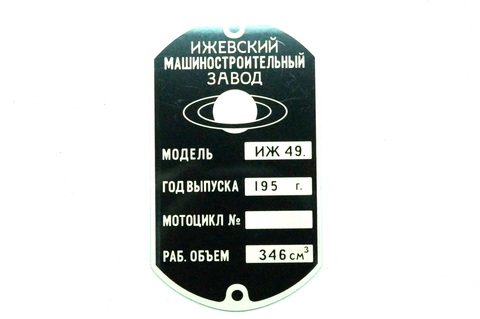 ИЖЕВСКИЙ
МАШИНОСТРОИТЕЛЬНЫЙ
ЗАВОД
МОДЕЛЬ ИЖ 49.
ГОД ВЫПУСКА 195 г.
МОТОЦИКЛ №
РАБ. ОБЪЕМ 346 см³